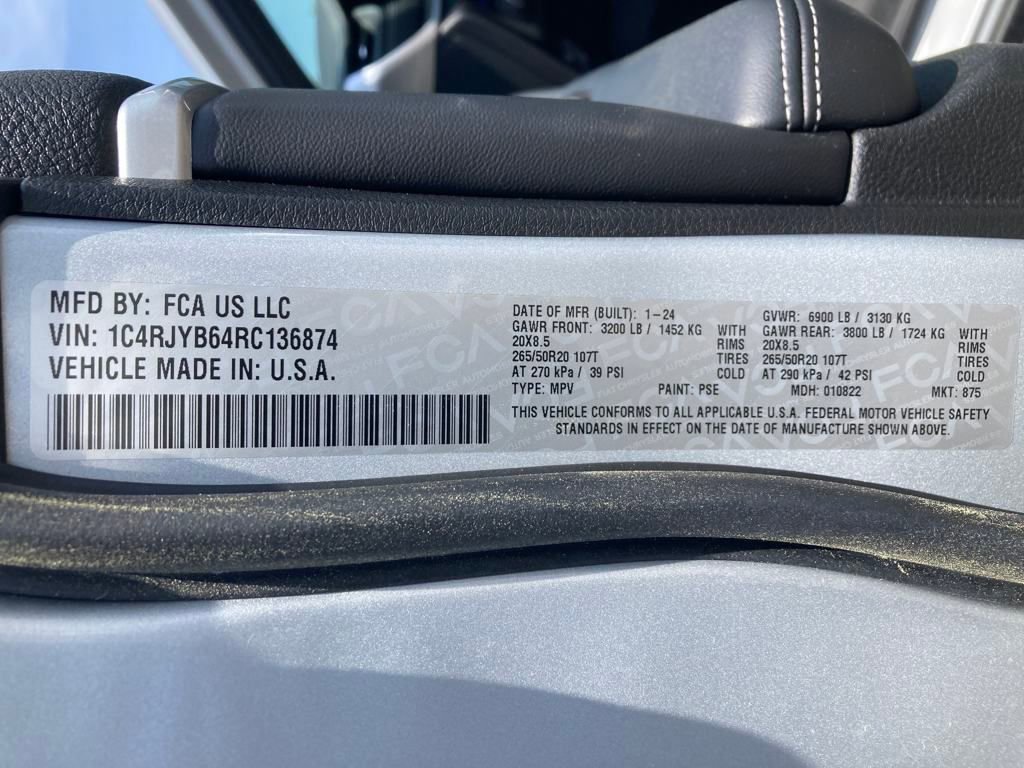 MFD BY: FCA US LLC
VIN: 1C4RJYB64RC136874
VEHICLE MADE IN: U.S.A.
DATE OF MFR (BUILT): 1-24
GAWR FRONT: 3200 LB / 1452 KG WITH
20X8.5 RIMS
265/50R20 107T TIRES
AT 270 kPa / 39 PSI COLD
TYPE: MPV PAINT: PSE
GVWR: 6900 LB / 3130 KG
GAWR REAR: 3800 LB / 1724 KG WITH
20X8.5 RIMS
265/50R20 107T TIRES
AT 290 kPa / 42 PSI COLD
MDH: 010822 MKT: 875
THIS VEHICLE CONFORMS TO ALL APPLICABLE U.S.A. FEDERAL MOTOR VEHICLE SAFETY
STANDARDS IN EFFECT ON THE DATE OF MANUFACTURE SHOWN ABOVE.